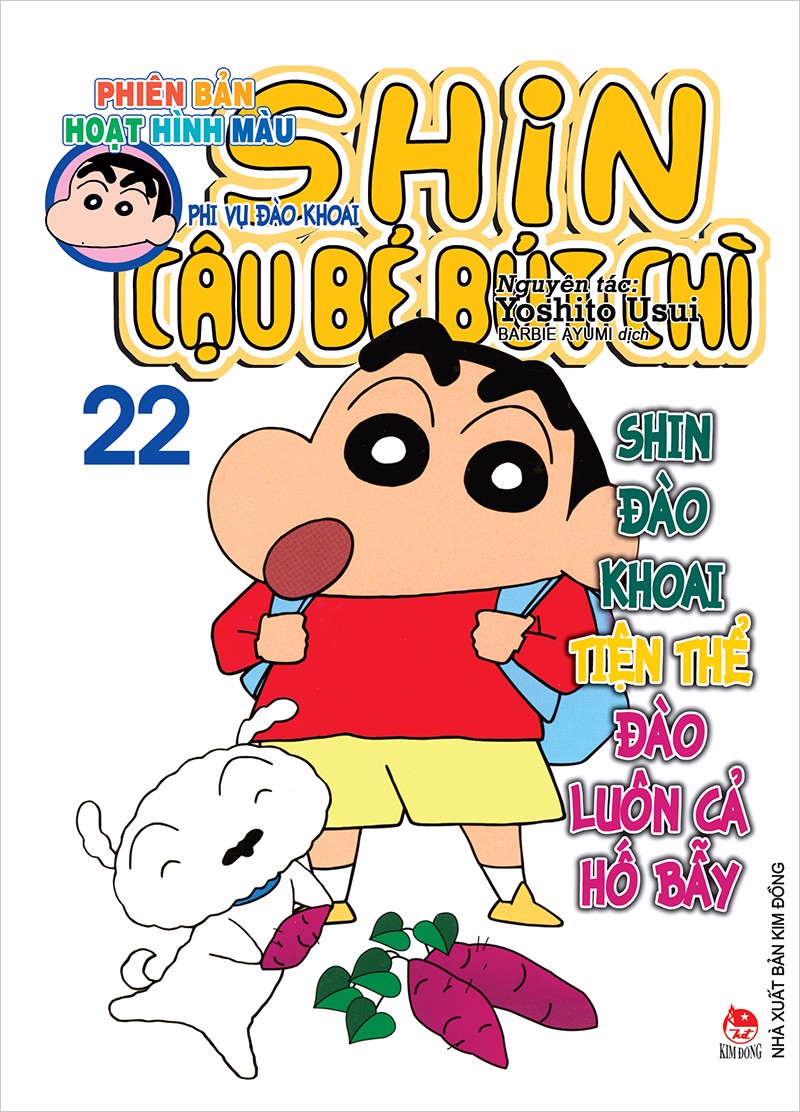 PHIÊN BẢN
HOẠT HÌNH MÀU
SHIN
PHI VỤ ĐÀO KHOAI
CẬU BÉ BÚT CHÌ
Nguyên tác:
Yoshito Usui
BARBIE AYUMI dịch
22
SHIN
ĐÀO
KHOAI
TIỆN THỂ
ĐÀO
LUÔN CẢ
HỐ BẪY
NHÀ XUẤT BẢN KIM ĐỒNG
KIM ĐỒNG